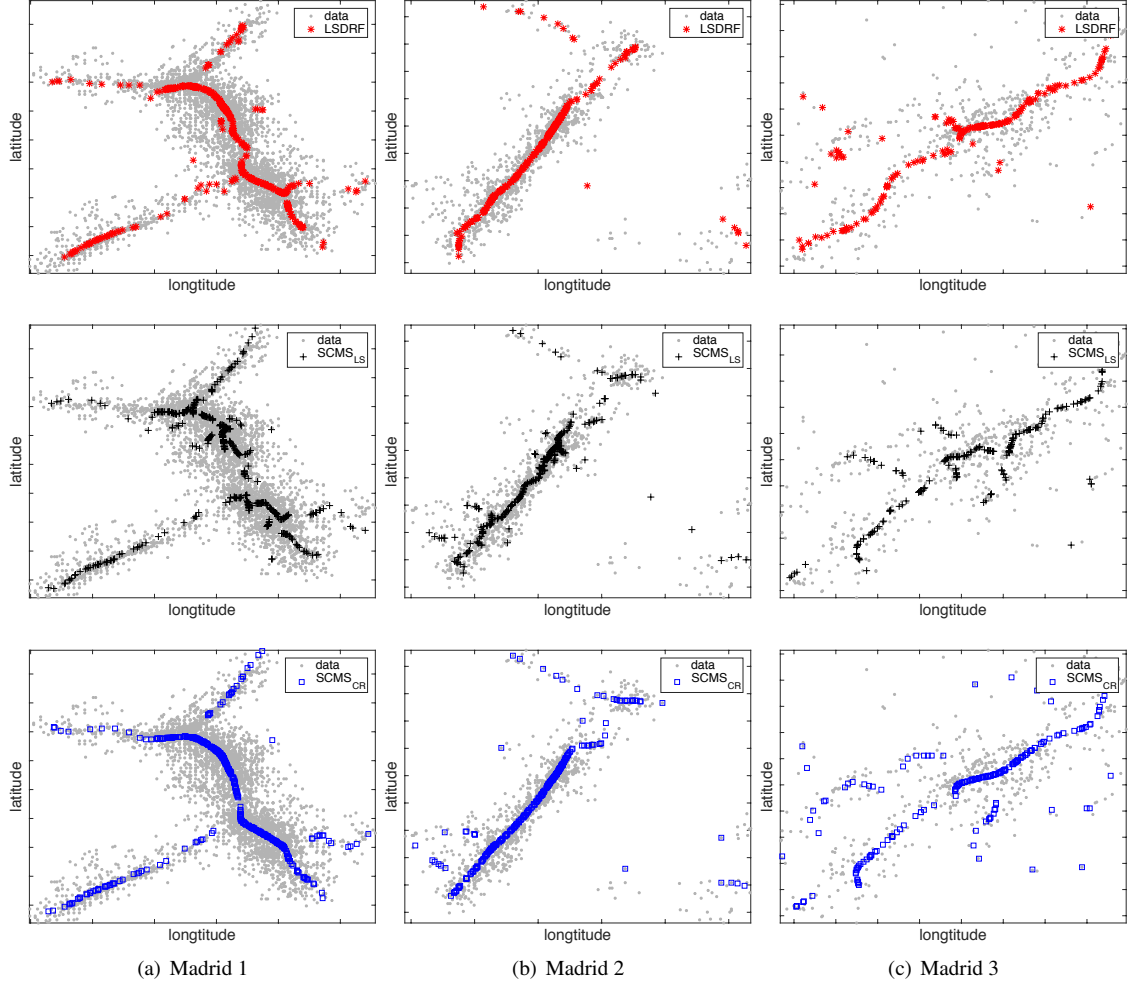 data
LSDRF
data
LSDRF
data
LSDRF
latitude
latitude
latitude
longtitude
longtitude
longtitude
data
SCMS_LS
data
SCMS_LS
data
SCMS_LS
latitude
latitude
latitude
longtitude
longtitude
longtitude
data
SCMS_CR
data
SCMS_CR
data
SCMS_CR
latitude
latitude
latitude
longtitude
longtitude
longtitude
(a) Madrid 1
(b) Madrid 2
(c) Madrid 3